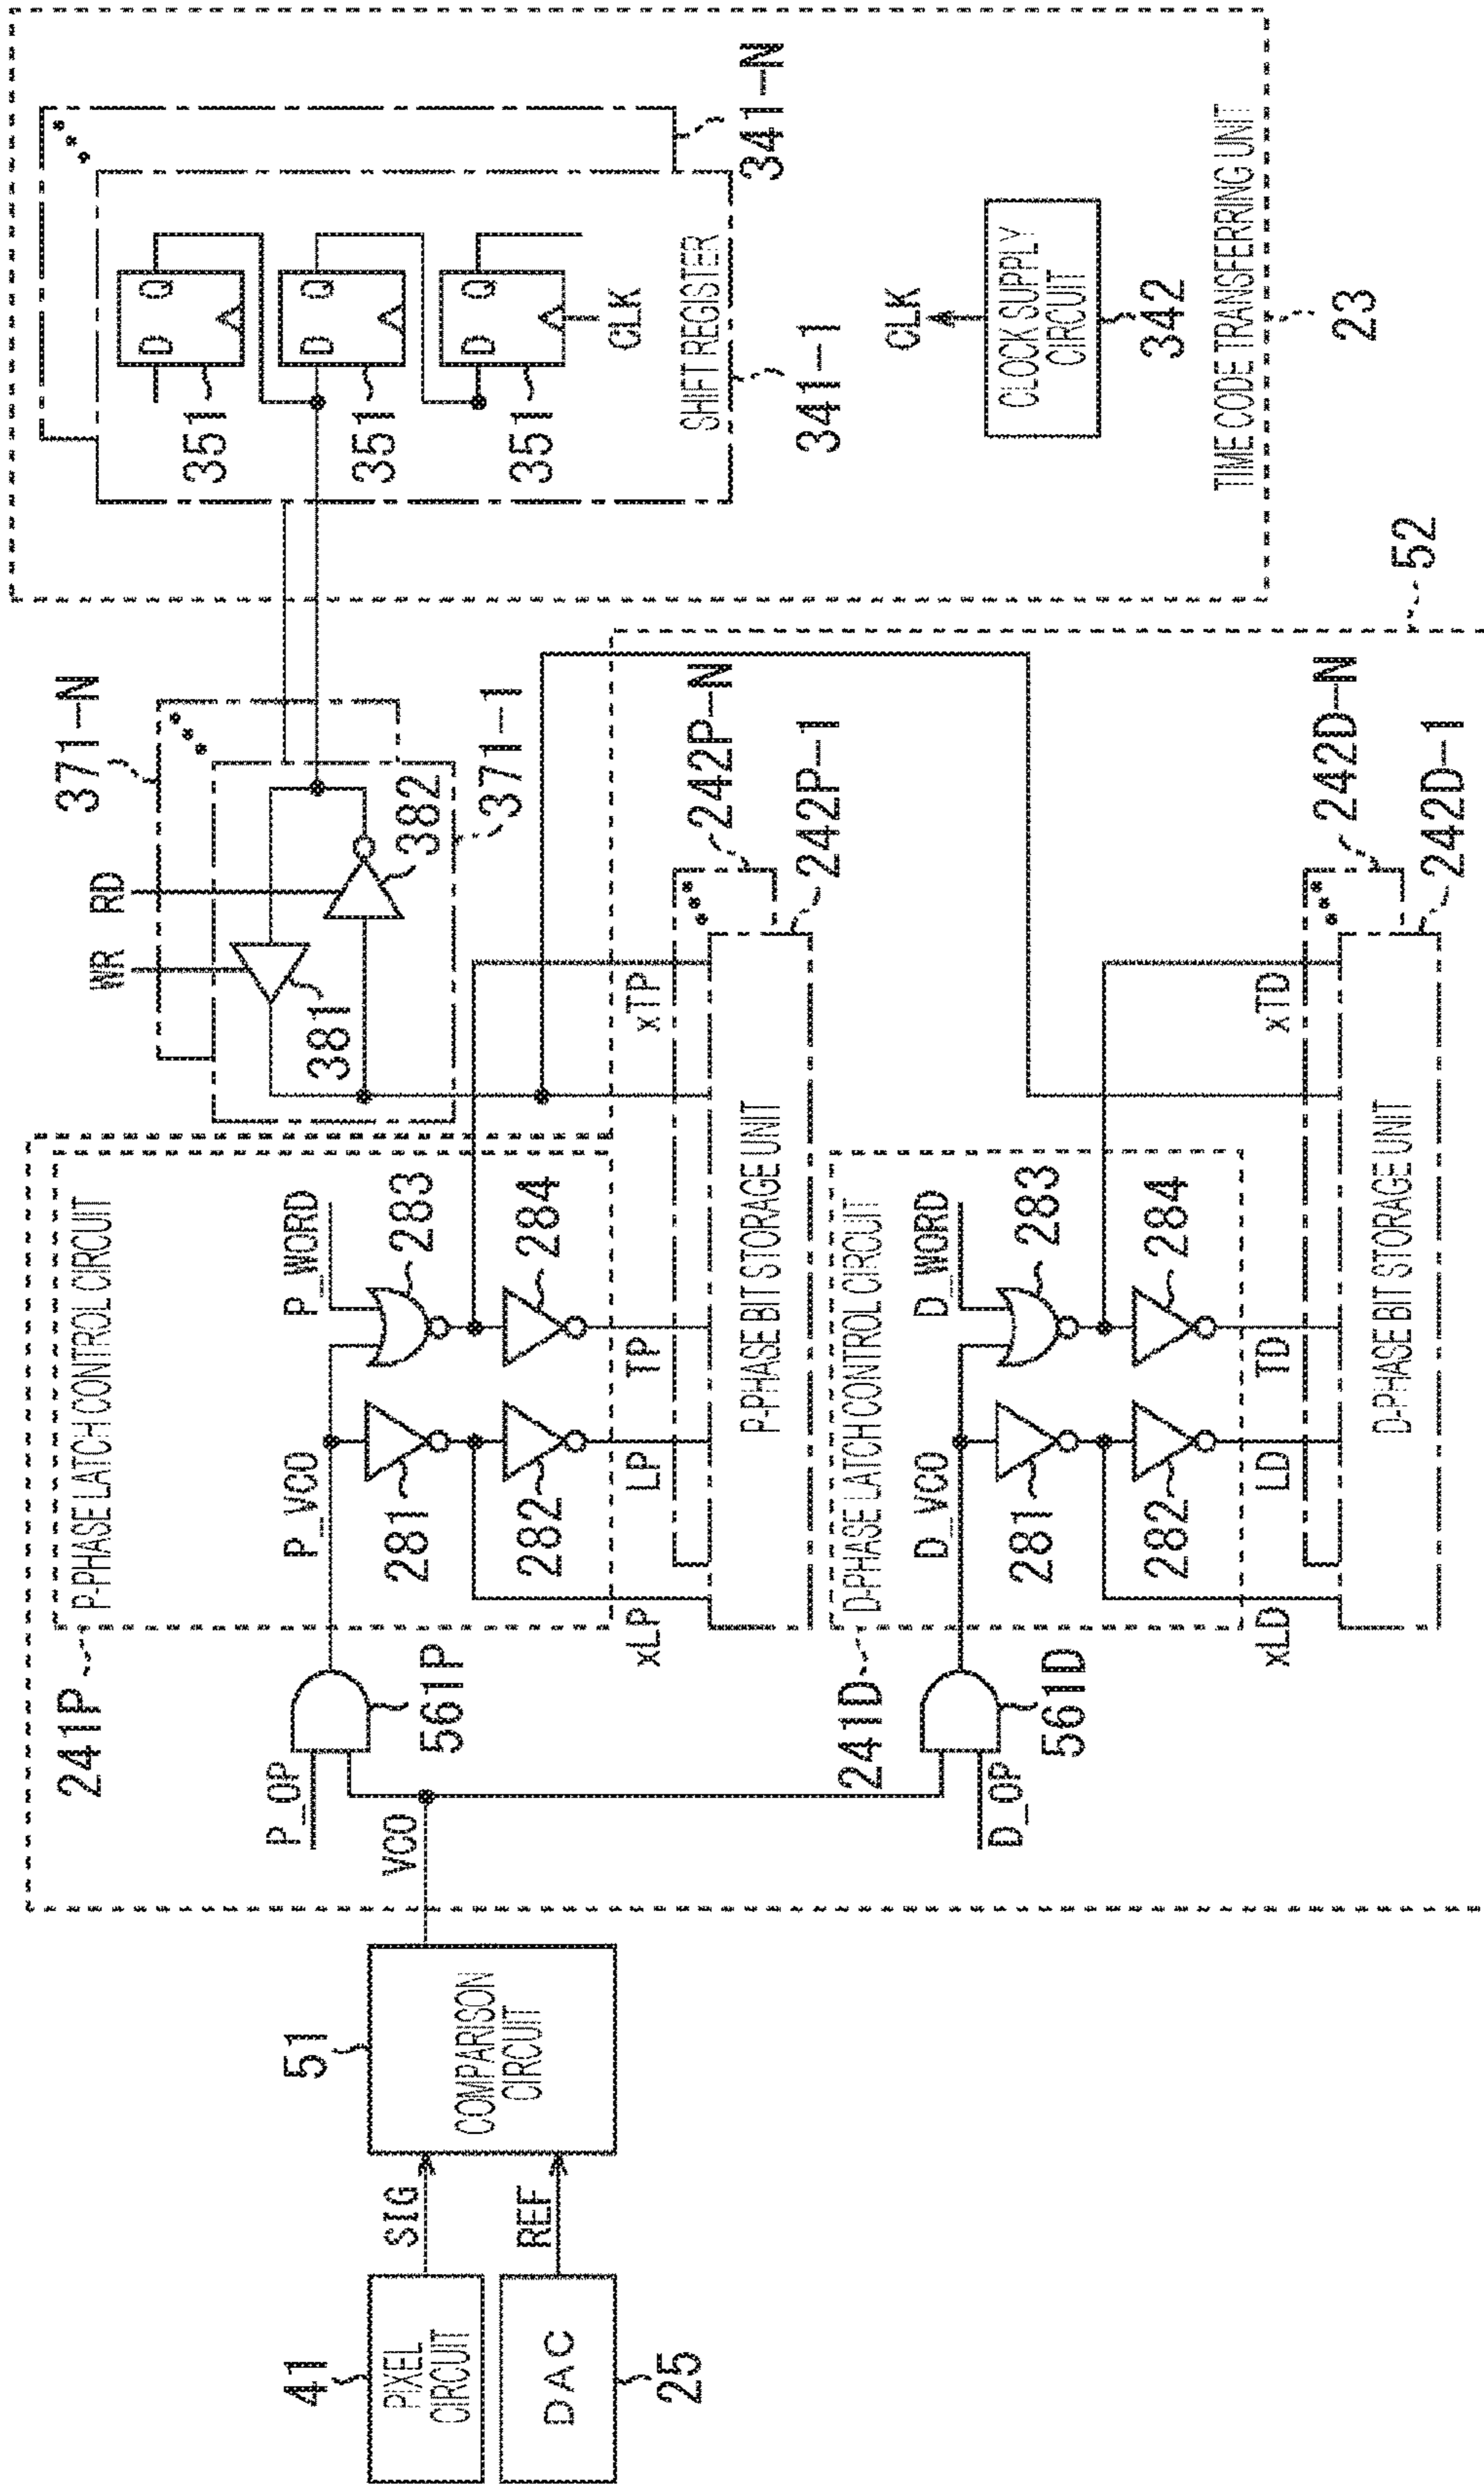 41
PIXEL
CIRCUIT
DAC
25
SIG
REF
51
COMPARISON
CIRCUIT
VCO
P_OP
561P
D_OP
561D
241P
P-PHASE LATCH CONTROL CIRCUIT
P_VCO
P_WORD
281
282
283
284
xLP
LP
TP
xTP
P-PHASE BIT STORAGE UNIT
242P-N
242P-1
241D
D-PHASE LATCH CONTROL CIRCUIT
D_VCO
D_WORD
281
282
283
284
xLD
LD
TD
xTD
D-PHASE BIT STORAGE UNIT
242D-N
242D-1
52
WR
RD
381
382
371-N
371-1
D Q
351
D Q
351
D Q
351
CLK
SHIFT REGISTER
341-1
341-N
CLK
CLOCK SUPPLY
CIRCUIT
342
TIME CODE TRANSFERRING UNIT
23